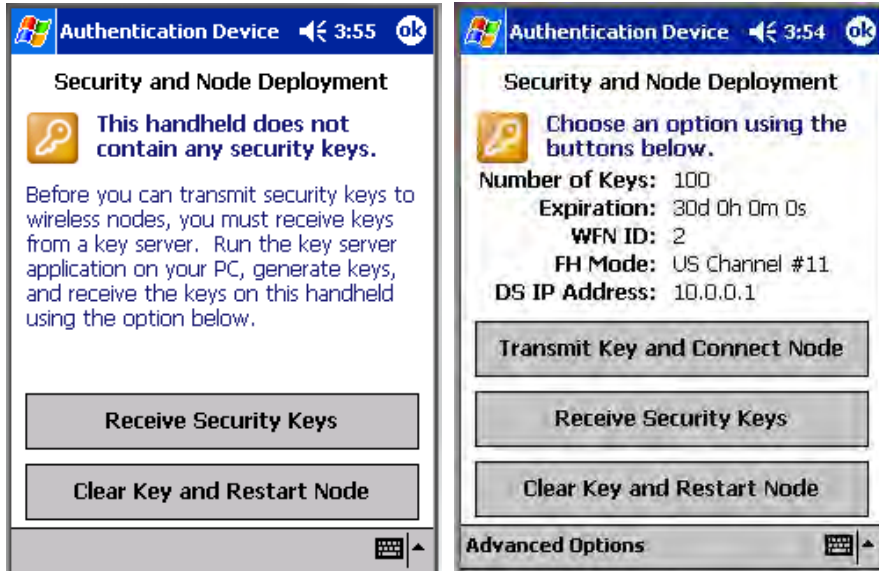 Authentication Device 3:55 ok
Security and Node Deployment
This handheld does not
contain any security keys.
Before you can transmit security keys to
wireless nodes, you must receive keys
from a key server. Run the key server
application on your PC, generate keys,
and receive the keys on this handheld
using the option below.
Receive Security Keys
Clear Key and Restart Node
Authentication Device 3:54 ok
Security and Node Deployment
Choose an option using the
buttons below.
Number of Keys: 100
Expiration: 30d 0h 0m 0s
WFN ID: 2
FH Mode: US Channel #11
DS IP Address: 10.0.0.1
Transmit Key and Connect Node
Receive Security Keys
Clear Key and Restart Node
Advanced Options